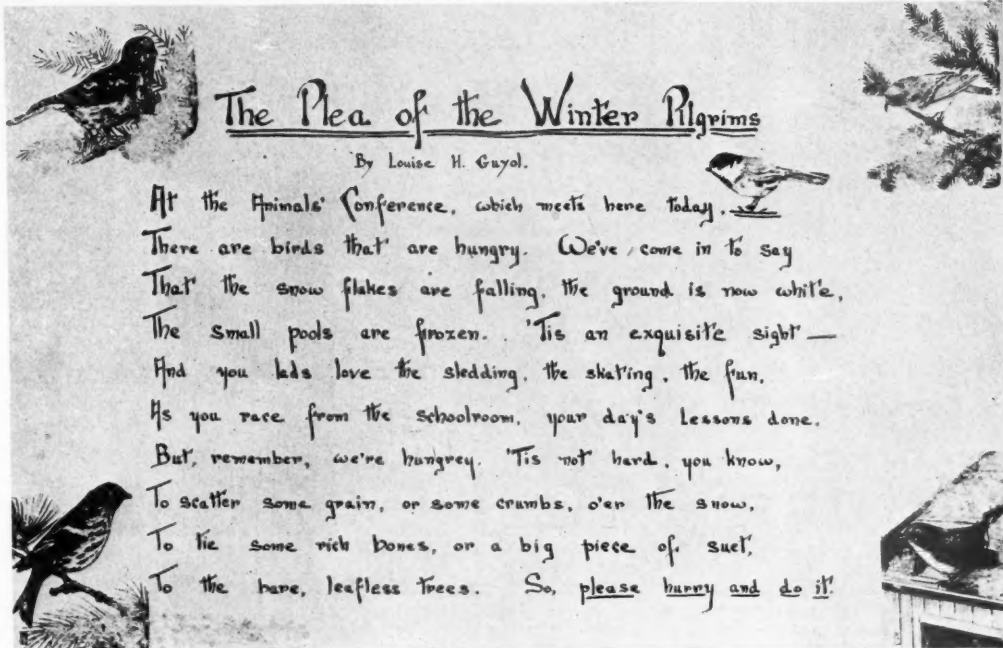 The Plea of the Winter Pilgrims
By Louise H. Guyol.
At the Animals' Conference, which meets here today,
There are birds that are hungry. We've come in to say
That the snow flakes are falling, the ground is now white,
The small pools are frozen. 'Tis an exquisite sight —
And you lads love the sledding, the skating, the fun,
As you race from the schoolroom, your day's lessons done.
But, remember, we're hungrey. 'Tis not hard, you know,
To scatter some grain, or some crumbs, o'er the snow,
To tie some rich bones, or a big piece of suet,
To the bare, leafless trees. So, please hurry and do it!